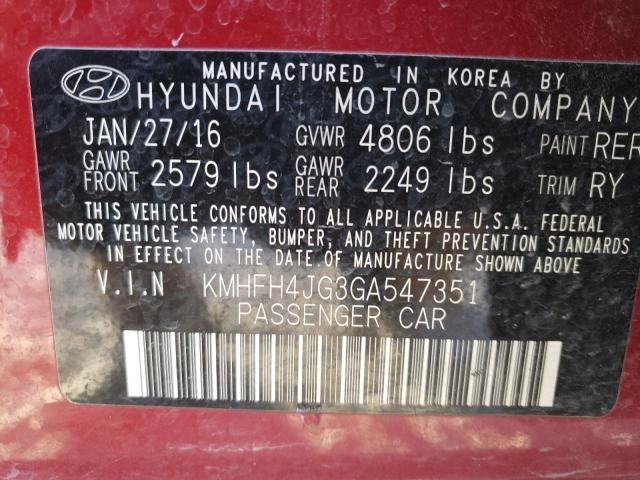 MANUFACTURED IN KOREA BY
HYUNDAI MOTOR COMPANY
JAN/27/16 GVWR 4806 lbs PAINT RER
GAWR FRONT 2579 lbs GAWR REAR 2249 lbs TRIM RY
THIS VEHICLE CONFORMS TO ALL APPLICABLE U.S.A. FEDERAL
MOTOR VEHICLE SAFETY, BUMPER, AND THEFT PREVENTION STANDARDS
IN EFFECT ON THE DATE OF MANUFACTURE SHOWN ABOVE.
V.I.N KMHFH4JG3GA547351
PASSENGER CAR